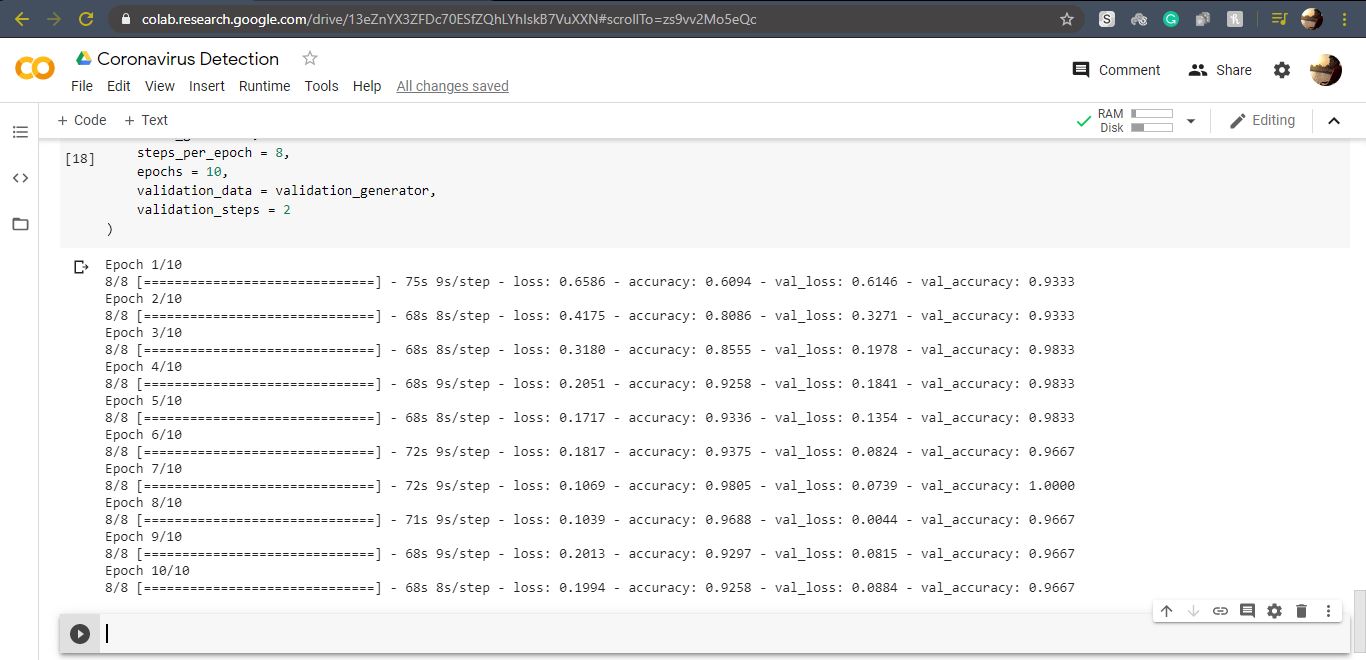 colab.research.google.com/drive/13eZnYX3ZFDc70ESfZQhLYhIskB7VuXXN#scrollTo=zs9vv2Mo5eQc
Coronavirus Detection
File Edit View Insert Runtime Tools Help All changes saved
Comment Share
+ Code + Text
RAM
Disk
Editing
[18]
steps_per_epoch = 8,
epochs = 10,
validation_data = validation_generator,
validation_steps = 2
)
Epoch 1/10
8/8 [==============================] - 75s 9s/step - loss: 0.6586 - accuracy: 0.6094 - val_loss: 0.6146 - val_accuracy: 0.9333
Epoch 2/10
8/8 [==============================] - 68s 8s/step - loss: 0.4175 - accuracy: 0.8086 - val_loss: 0.3271 - val_accuracy: 0.9333
Epoch 3/10
8/8 [==============================] - 68s 8s/step - loss: 0.3180 - accuracy: 0.8555 - val_loss: 0.1978 - val_accuracy: 0.9833
Epoch 4/10
8/8 [==============================] - 68s 9s/step - loss: 0.2051 - accuracy: 0.9258 - val_loss: 0.1841 - val_accuracy: 0.9833
Epoch 5/10
8/8 [==============================] - 68s 8s/step - loss: 0.1717 - accuracy: 0.9336 - val_loss: 0.1354 - val_accuracy: 0.9833
Epoch 6/10
8/8 [==============================] - 72s 9s/step - loss: 0.1817 - accuracy: 0.9375 - val_loss: 0.0824 - val_accuracy: 0.9667
Epoch 7/10
8/8 [==============================] - 72s 9s/step - loss: 0.1069 - accuracy: 0.9805 - val_loss: 0.0739 - val_accuracy: 1.0000
Epoch 8/10
8/8 [==============================] - 71s 9s/step - loss: 0.1039 - accuracy: 0.9688 - val_loss: 0.0044 - val_accuracy: 0.9667
Epoch 9/10
8/8 [==============================] - 68s 9s/step - loss: 0.2013 - accuracy: 0.9297 - val_loss: 0.0815 - val_accuracy: 0.9667
Epoch 10/10
8/8 [==============================] - 68s 8s/step - loss: 0.1994 - accuracy: 0.9258 - val_loss: 0.0884 - val_accuracy: 0.9667